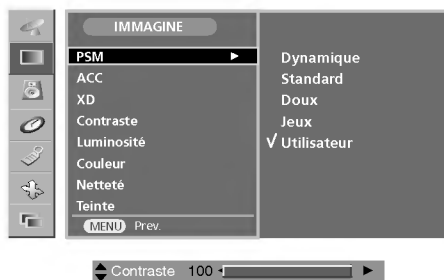 IMMAGINE
PSM
ACC
XD
Contraste
Luminosité
Couleur
Netteté
Teinte
MENU Prev.
Dynamique
Standard
Doux
Jeux
Utilisateur
Contraste 100